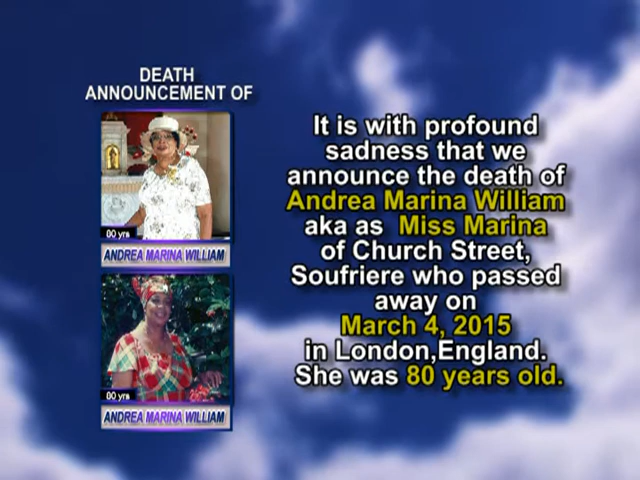 DEATH
ANNOUNCEMENT OF
00 yrs
ANDREA MARINA WILLIAM
00 yrs
ANDREA MARINA WILLIAM
It is with profound
sadness that we
announce the death of
Andrea Marina William
aka as Miss Marina
of Church Street,
Soufriere who passed
away on
March 4, 2015
in London,England.
She was 80 years old.